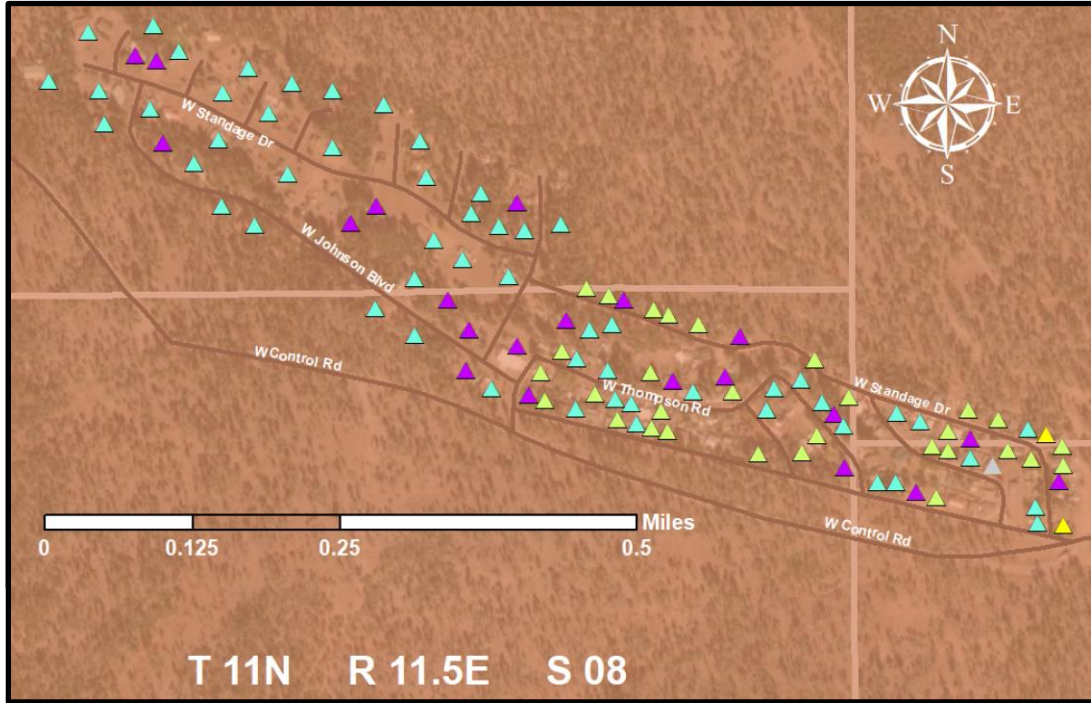 N
W E
S
W Standage Dr
W Johnson Blvd
W Control Rd
W Thompson Rd
W Standage Dr
W Control Rd
Miles
0 0.125 0.25 0.5
T 11N R 11.5E S 08